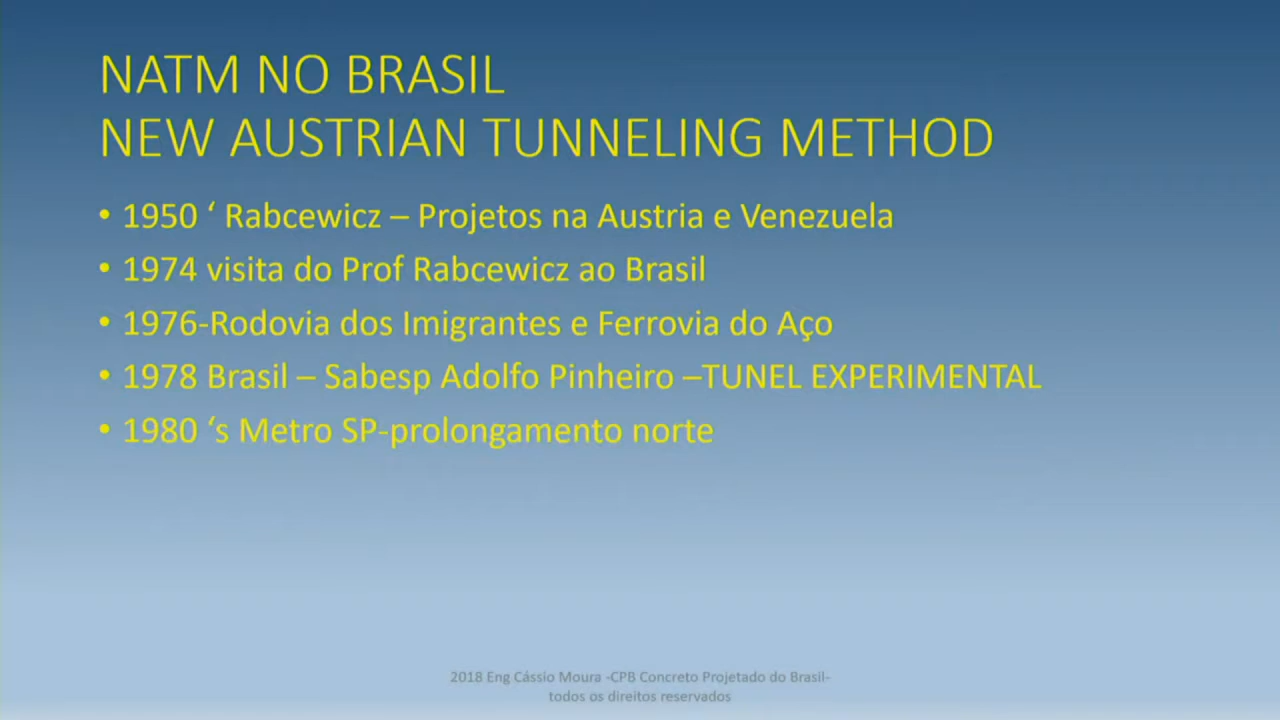 NATM NO BRASIL
NEW AUSTRIAN TUNNELING METHOD
• 1950 ‘ Rabcewicz – Projetos na Austria e Venezuela
• 1974 visita do Prof Rabcewicz ao Brasil
• 1976-Rodovia dos Imigrantes e Ferrovia do Aço
• 1978 Brasil – Sabesp Adolfo Pinheiro –TUNEL EXPERIMENTAL
• 1980 ‘s Metro SP-prolongamento norte
2018 Eng Cássio Moura -CPB Concreto Projetado do Brasil-
todos os direitos reservados